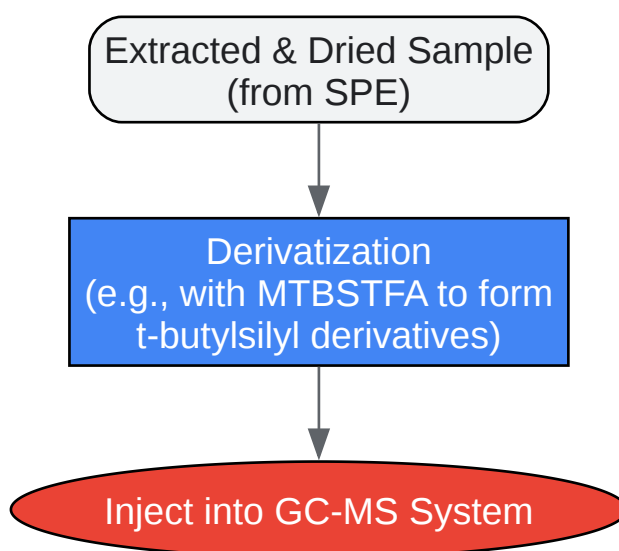 Extracted & Dried Sample
(from SPE)
Derivatization
(e.g., with MTBSTFA to form
t-butylsilyl derivatives)
Inject into GC-MS System